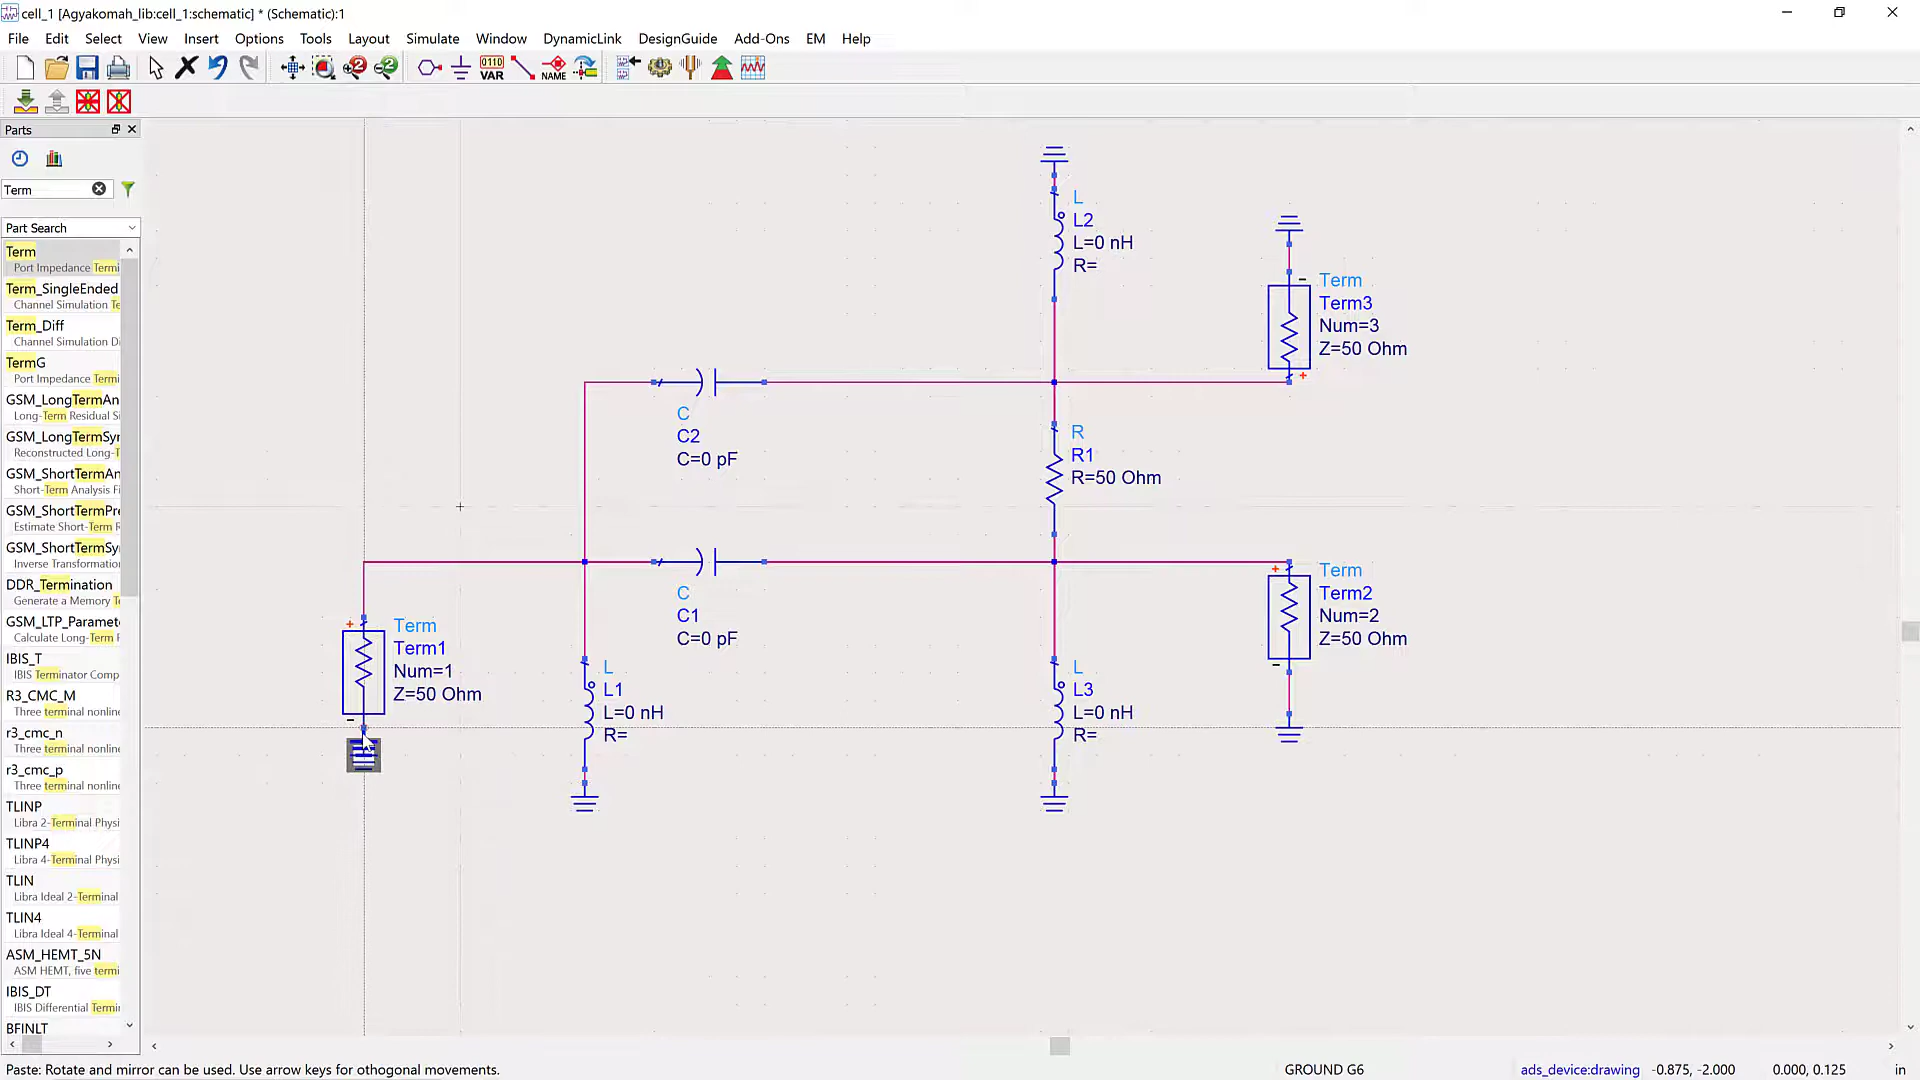 cell_1 [Agyakomah_lib:cell_1:schematic] * (Schematic):1
File Edit Select View Insert Options Tools Layout Simulate Window DynamicLink DesignGuide Add-Ons EM Help
0110
VAR
NAME
Parts
Term
Part Search
Term
Port Impedance Termi
Term_SingleEnded
Channel Simulation Te
Term_Diff
Channel Simulation Di
TermG
Port Impedance Termi
GSM_LongTermAn
Long-Term Residual Si
GSM_LongTermSyr
Reconstructed Long-T
GSM_ShortTermAn
Short-Term Analysis Fi
GSM_ShortTermPre
Estimate Short-Term R
GSM_ShortTermSyr
Inverse Transformatio
DDR_Termination
Generate a Memory Te
GSM_LTP_Paramete
Calculate Long-Term P
IBIS_T
IBIS Terminator Comp
R3_CMC_M
Three terminal nonline
r3_cmc_n
Three terminal nonline
r3_cmc_p
Three terminal nonline
TLINP
Libra 2-Terminal Physi
TLINP4
Libra 4-Terminal Physi
TLIN
Libra Ideal 2-Terminal
TLIN4
Libra Ideal 4-Terminal
ASM_HEMT_5N
ASM HEMT, five termi
IBIS_DT
IBIS Differential Termin
BFINLT
L
L2
L=0 nH
R=
Term
Term3
Num=3
Z=50 Ohm
C
C2
C=0 pF
R
R1
R=50 Ohm
C
C1
C=0 pF
Term
Term2
Num=2
Z=50 Ohm
Term
Term1
Num=1
Z=50 Ohm
L
L1
L=0 nH
R=
L
L3
L=0 nH
R=
Paste: Rotate and mirror can be used. Use arrow keys for othogonal movements.
GROUND G6
ads_device:drawing
-0.875, -2.000
0.000, 0.125
in